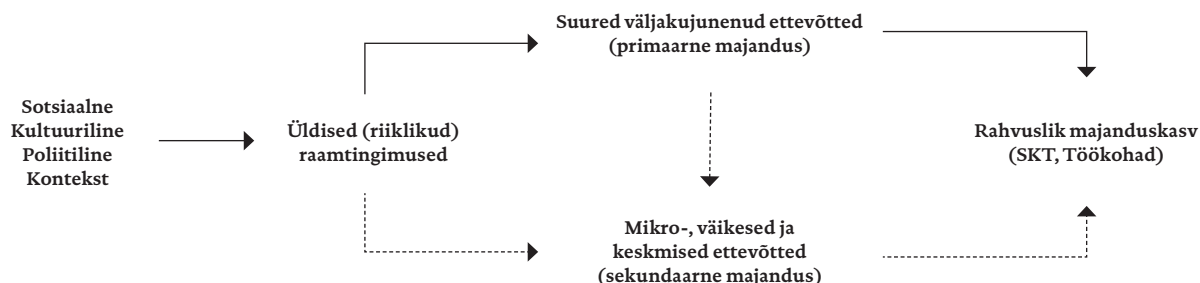 Sotsiaalne
Kultuuriline
Poliitiline
Kontekst
Üldised (riiklikud)
raamtingimused
Suured väljakujunenud ettevõtted
(primaarne majandus)
Mikro-, väikesed ja
keskmised ettevõtted
(sekundaarne majandus)
Rahvuslik majanduskasv
(SKT, Töökohad)